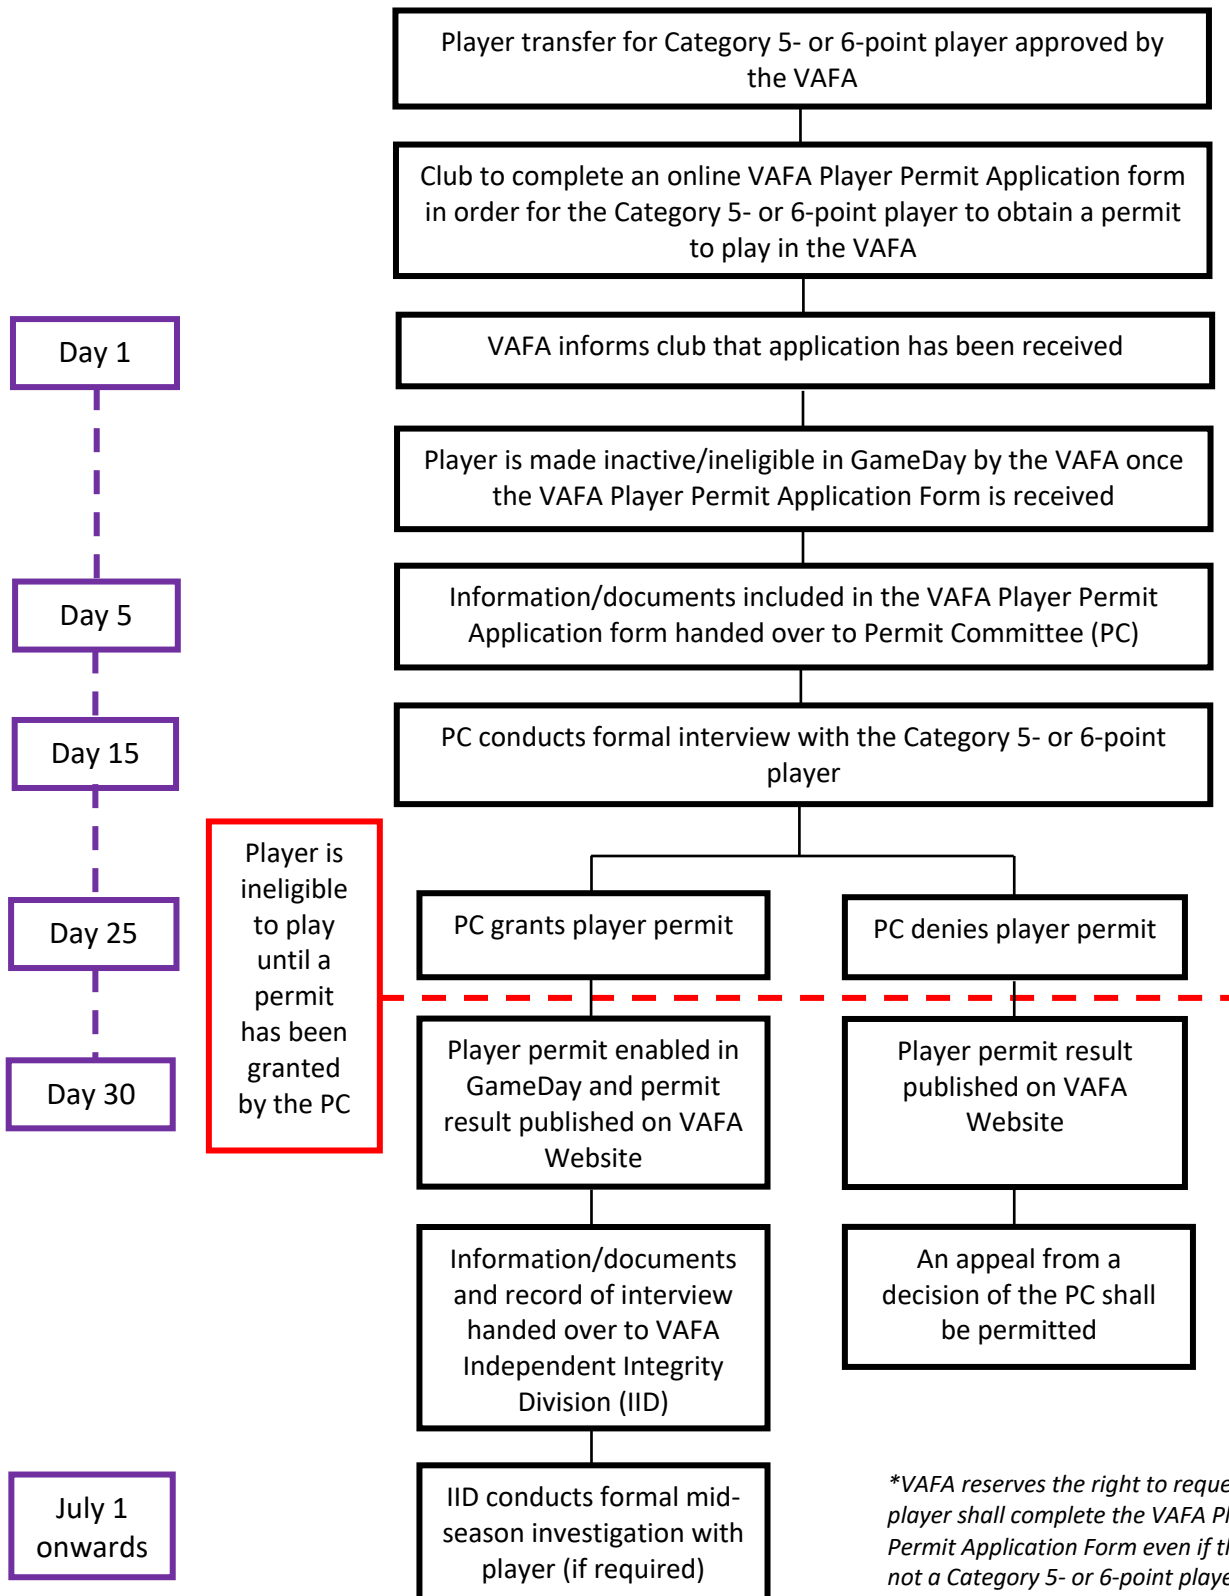 Player transfer for Category 5- or 6-point player approved by
the VAFA
Club to complete an online VAFA Player Permit Application form
in order for the Category 5- or 6-point player to obtain a permit
to play in the VAFA
Day 1
VAFA informs club that application has been received
Player is made inactive/ineligible in GameDay by the VAFA once
the VAFA Player Permit Application Form is received
Day 5
Information/documents included in the VAFA Player Permit
Application form handed over to Permit Committee (PC)
Day 15
PC conducts formal interview with the Category 5- or 6-point
player
Player is
ineligible
to play
until a
permit
has been
granted
by the PC
Day 25
PC grants player permit
PC denies player permit
Day 30
Player permit enabled in
GameDay and permit
result published on VAFA
Website
Player permit result
published on VAFA
Website
Information/documents
and record of interview
handed over to VAFA
Independent Integrity
Division (IID)
An appeal from a
decision of the PC shall
be permitted
July 1
onwards
IID conducts formal mid-
season investigation with
player (if required)
*VAFA reserves the right to reque
player shall complete the VAFA Pl
Permit Application Form even if th
not a Category 5- or 6-point playe